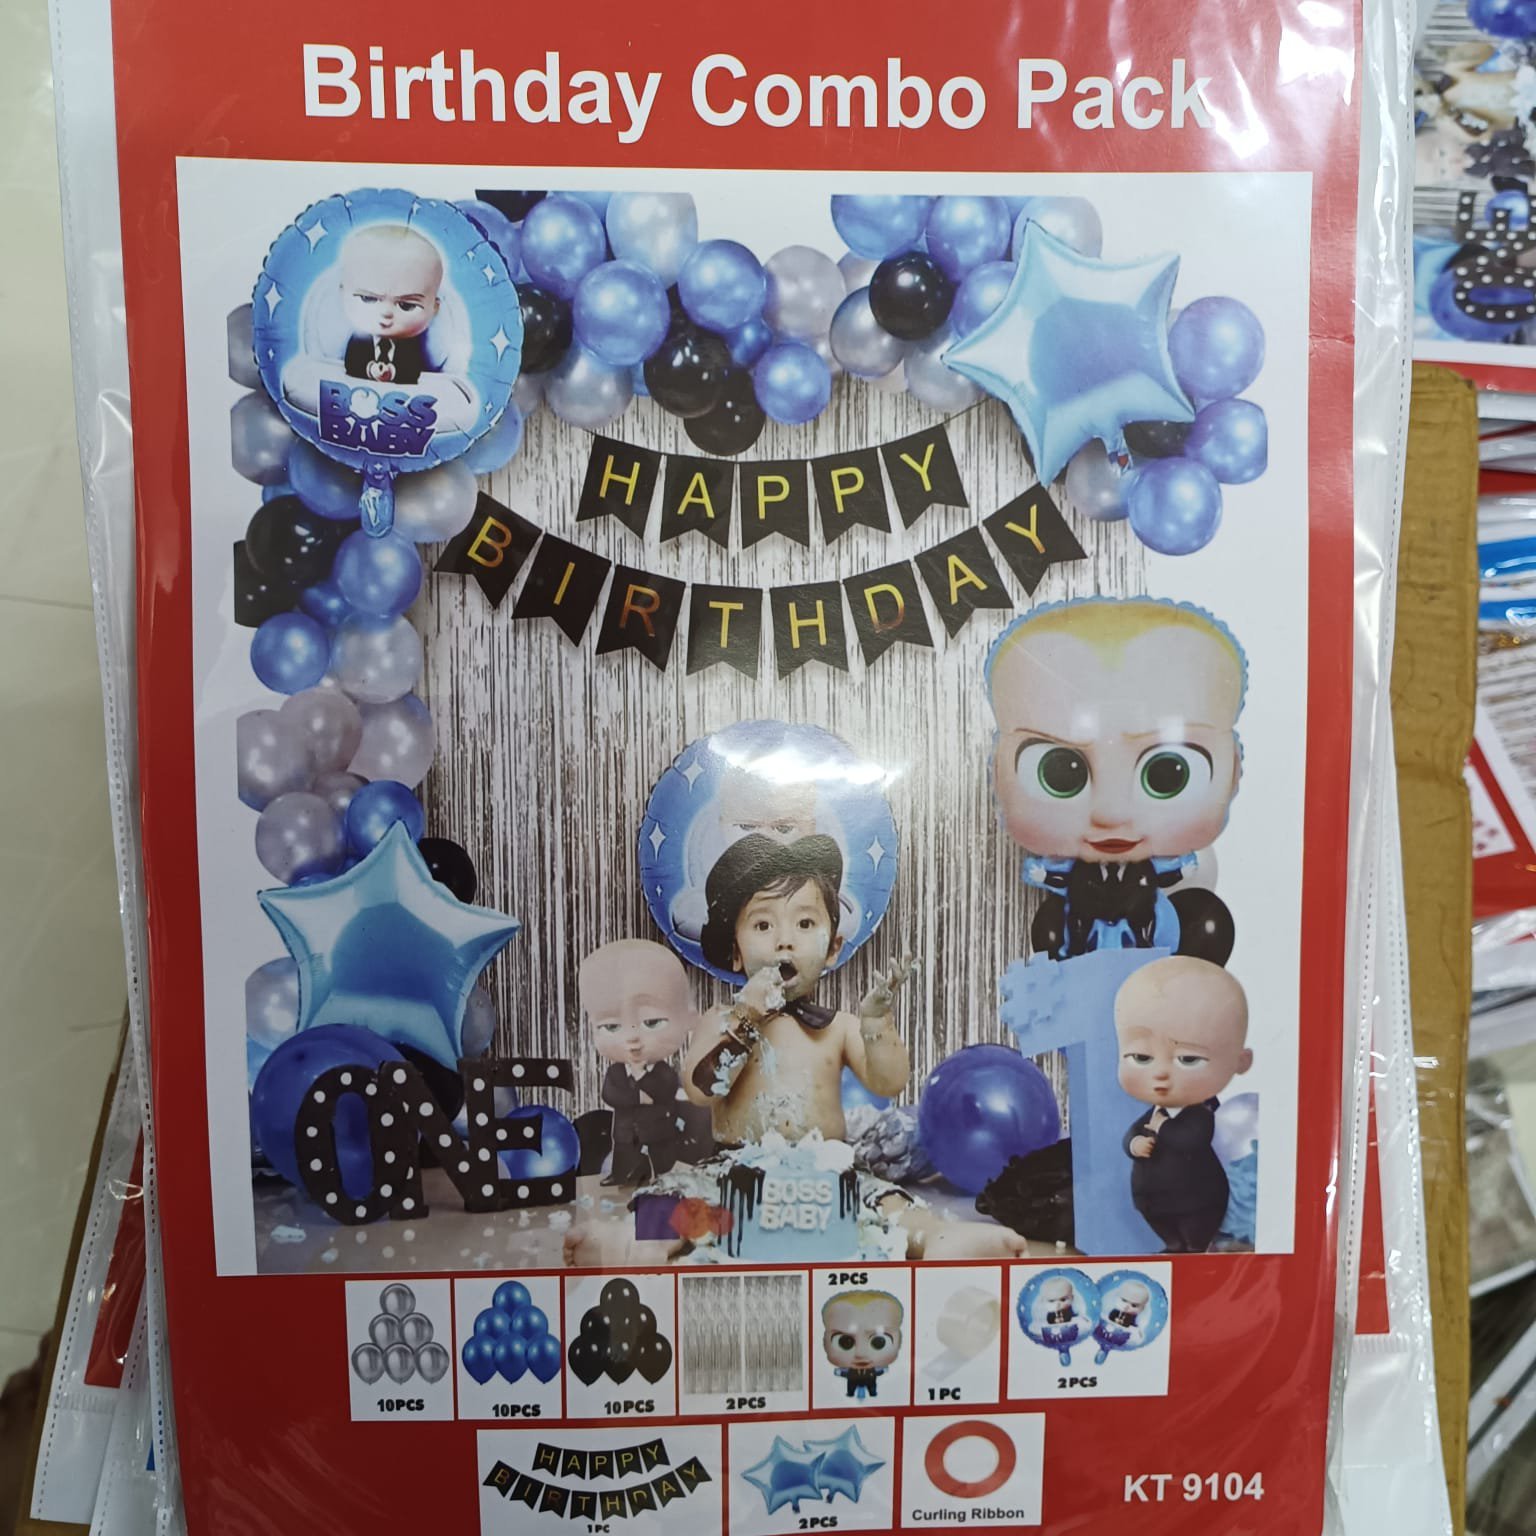 Birthday Combo Pack
BOSS
BABY
HAPPY
BIRTHDAY
ONE
#1
BOSS
BABY
10PCS
10PCS
10PCS
2PCS
2PCS
1PC
2PCS
HAPPY
BIRTHDAY
1PC
2PCS
Curling Ribbon
KT 9104